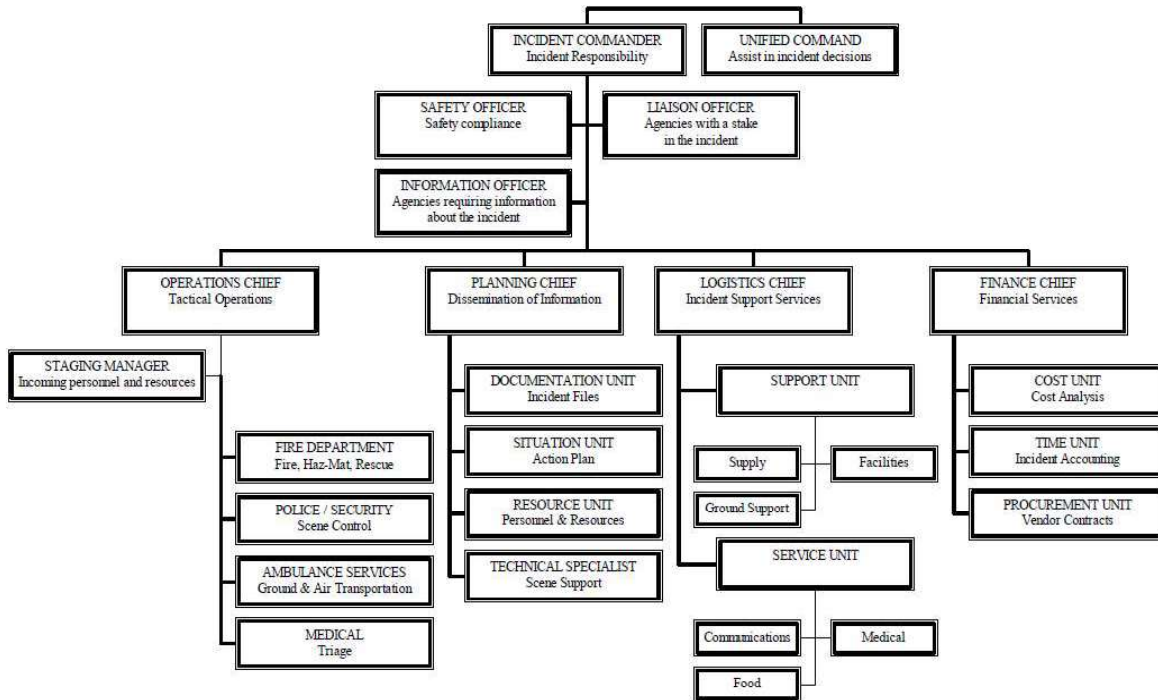 INCIDENT COMMANDER
Incident Responsibility
UNIFIED COMMAND
Assist in incident decisions
SAFETY OFFICER
Safety compliance
LIAISON OFFICER
Agencies with a stake
in the incident
INFORMATION OFFICER
Agencies requiring information
about the incident
OPERATIONS CHIEF
Tactical Operations
PLANNING CHIEF
Dissemination of Information
LOGISTICS CHIEF
Incident Support Services
FINANCE CHIEF
Financial Services
STAGING MANAGER
Incoming personnel and resources
FIRE DEPARTMENT
Fire, Haz-Mat, Rescue
POLICE / SECURITY
Scene Control
AMBULANCE SERVICES
Ground & Air Transportation
MEDICAL
Triage
DOCUMENTATION UNIT
Incident Files
SITUATION UNIT
Action Plan
RESOURCE UNIT
Personnel & Resources
TECHNICAL SPECIALIST
Scene Support
SUPPORT UNIT
Supply
Facilities
Ground Support
SERVICE UNIT
Communications
Medical
Food
COST UNIT
Cost Analysis
TIME UNIT
Incident Accounting
PROCUREMENT UNIT
Vendor Contracts